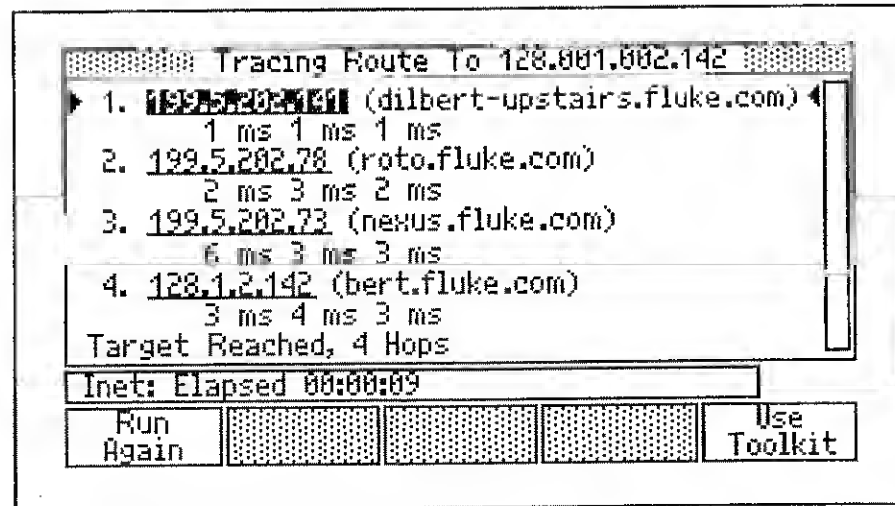 Tracing Route To 128.001.002.142
1. 199.5.202.141 (dilbert-upstairs.fluke.com)
1 ms 1 ms 1 ms
2. 199.5.202.78 (roto.fluke.com)
2 ms 3 ms 2 ms
3. 199.5.202.73 (nexus.fluke.com)
6 ms 3 ms 3 ms
4. 128.1.2.142 (bert.fluke.com)
3 ms 4 ms 3 ms
Target Reached, 4 Hops
Inet: Elapsed 00:00:09
Run Again
Use Toolkit